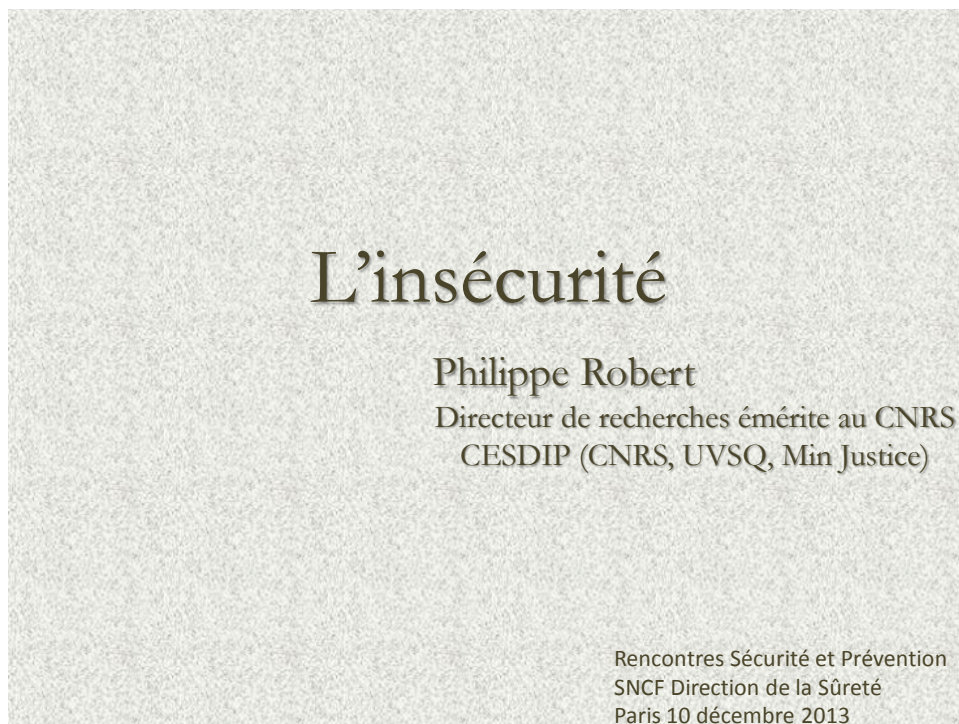 L’insécurité
Philippe Robert
Directeur de recherches émérite au CNRS
CESDIP (CNRS, UVSQ, Min Justice)
Rencontres Sécurité et Prévention
SNCF Direction de la Sûreté
Paris 10 décembre 2013